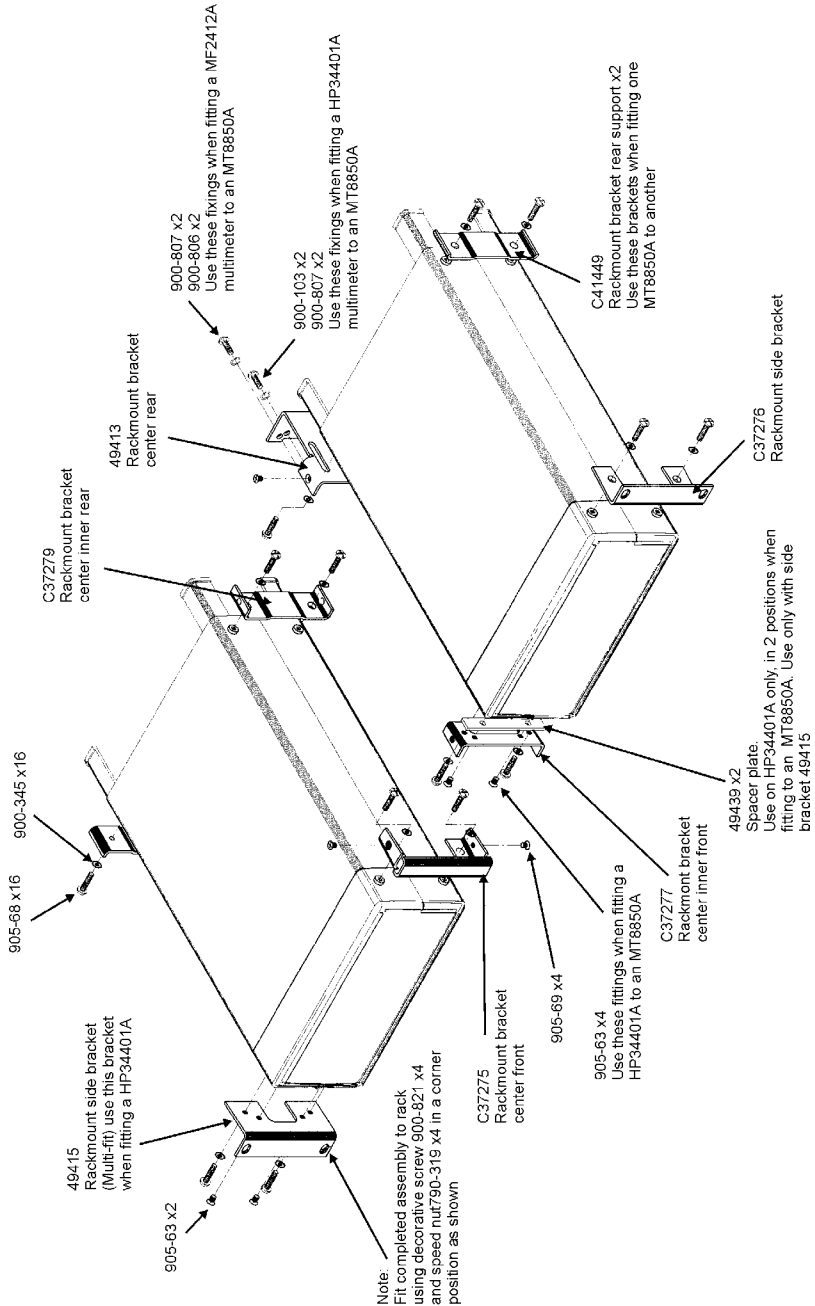 900-807 x2
900-806 x2
Use these fixings when fitting a MF2412A
multimeter to an MT8850A
900-103 x2
900-807 x2
Use these fixings when fitting a HP34401A
multimeter to an MT8850A
49413
Rackmount bracket
center rear
C37279
Rackmount bracket
center inner rear
900-345 x16
905-68 x16
49415
Rackmount side bracket
(Multi-fit) use this bracket
when fitting a HP34401A
905-63 x2
Note:
Fit completed assembly to rack
using decorative screw 900-821 x4
and speed nut790-319 x4 in a corner
position as shown
C37275
Rackmount bracket
center front
905-69 x4
905-63 x4
Use these fittings when fitting a
HP34401A to an MT8850A
C37277
Rackmont bracket
center inner front
49439 x2
Spacer plate.
Use on HP34401A only, in 2 positions when
fitting to an MT8850A. Use only with side
bracket 49415
C37276
Rackmount side bracket
C41449
Rackmount bracket rear support x2
Use these brackets when fitting one
MT8850A to another